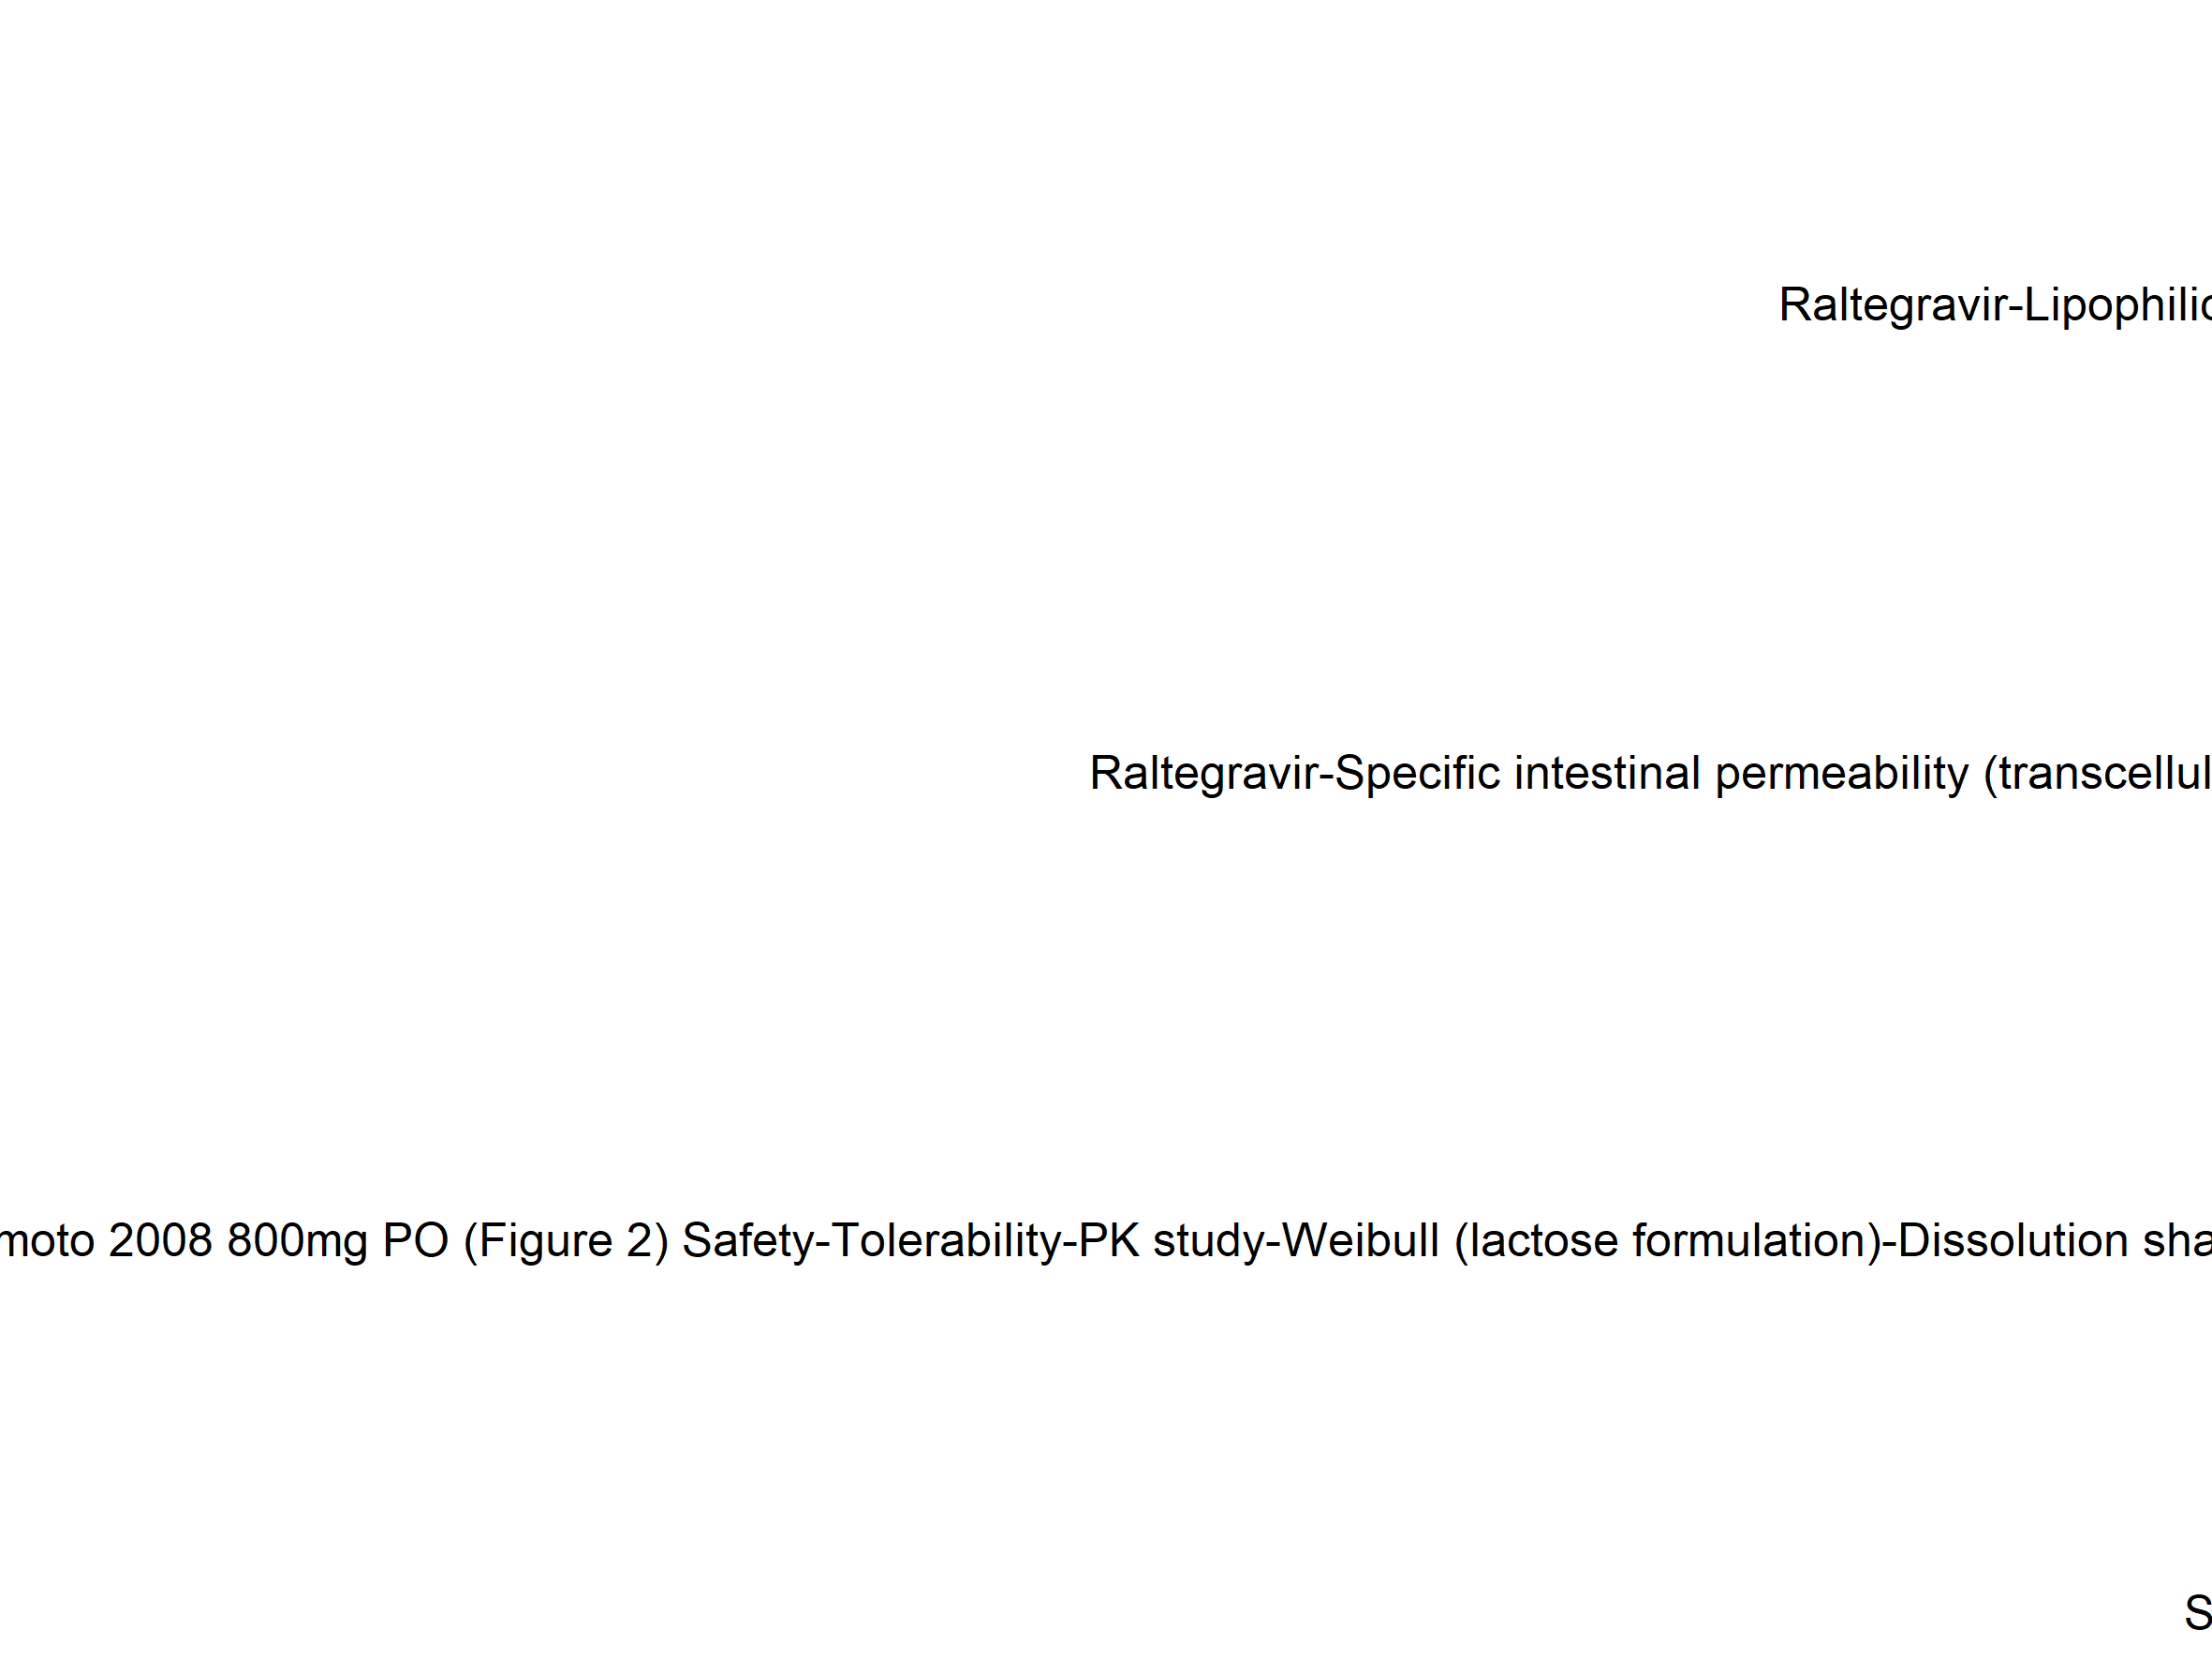 Raltegravir-Lipophilic
Raltegravir-Specific intestinal permeability (transcellul
moto 2008 800mg PO (Figure 2) Safety-Tolerability-PK study-Weibull (lactose formulation)-Dissolution sha
S